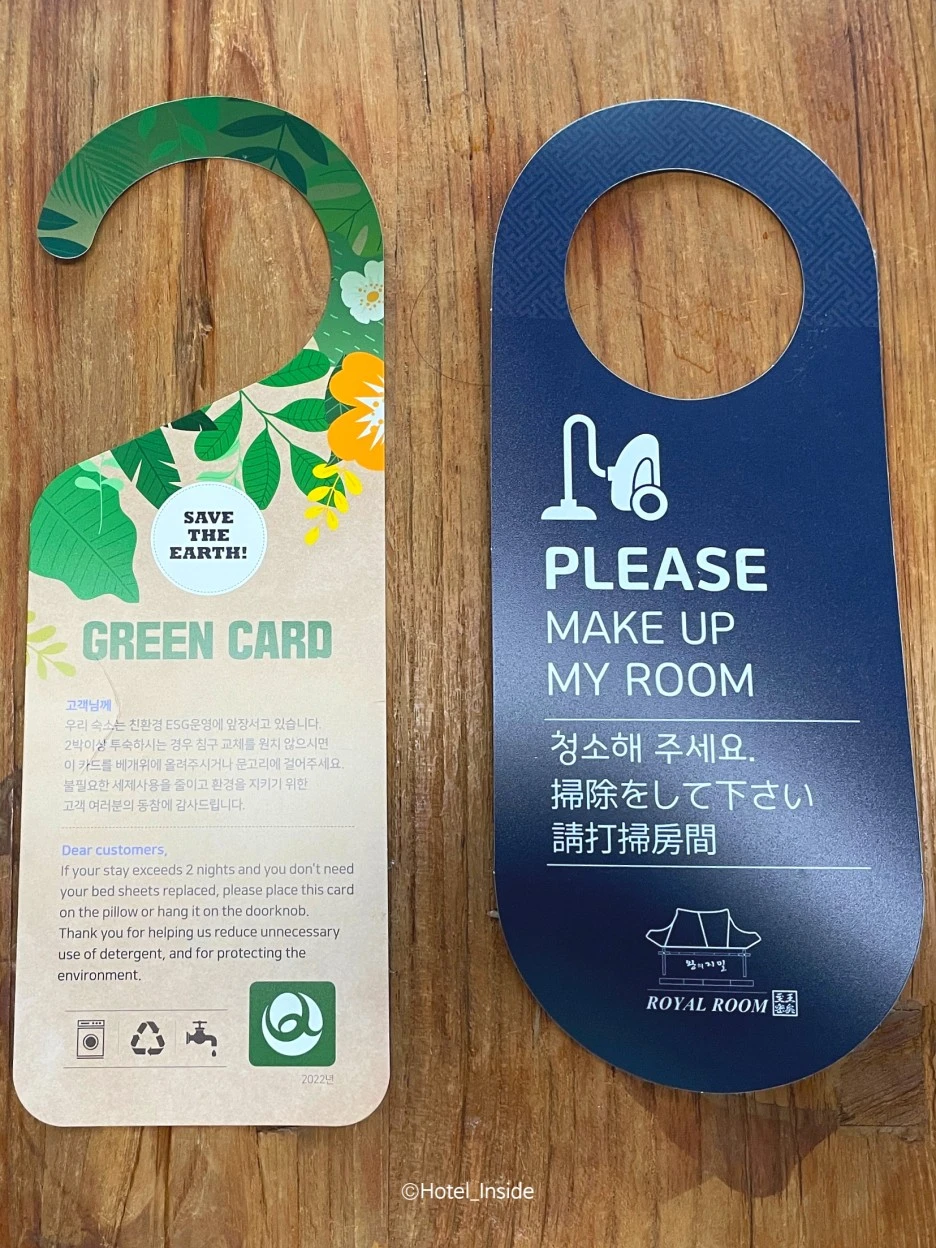 SAVE
THE
EARTH!
GREEN CARD
고객님께
우리 숙소는 친환경 ESG운영에 앞장서고 있습니다.
2박이상 투숙하시는 경우 침구 교체를 원지 않으시면
이 카드를 베개위에 올려주시거나 문고리에 걸어주세요.
불필요한 세제사용을 줄이고 환경을 지키기 위한
고객 여러분의 동참에 감사드립니다.
Dear customers,
If your stay exceeds 2 nights and you don't need
your bed sheets replaced, please place this card
on the pillow or hang it on the doorknob.
Thank you for helping us reduce unnecessary
use of detergent, and for protecting the
environment.
2022년
PLEASE
MAKE UP
MY ROOM
청소해 주세요.
掃除をして下さい
請打掃房間
왕의지밀
ROYAL ROOM
©Hotel_Inside